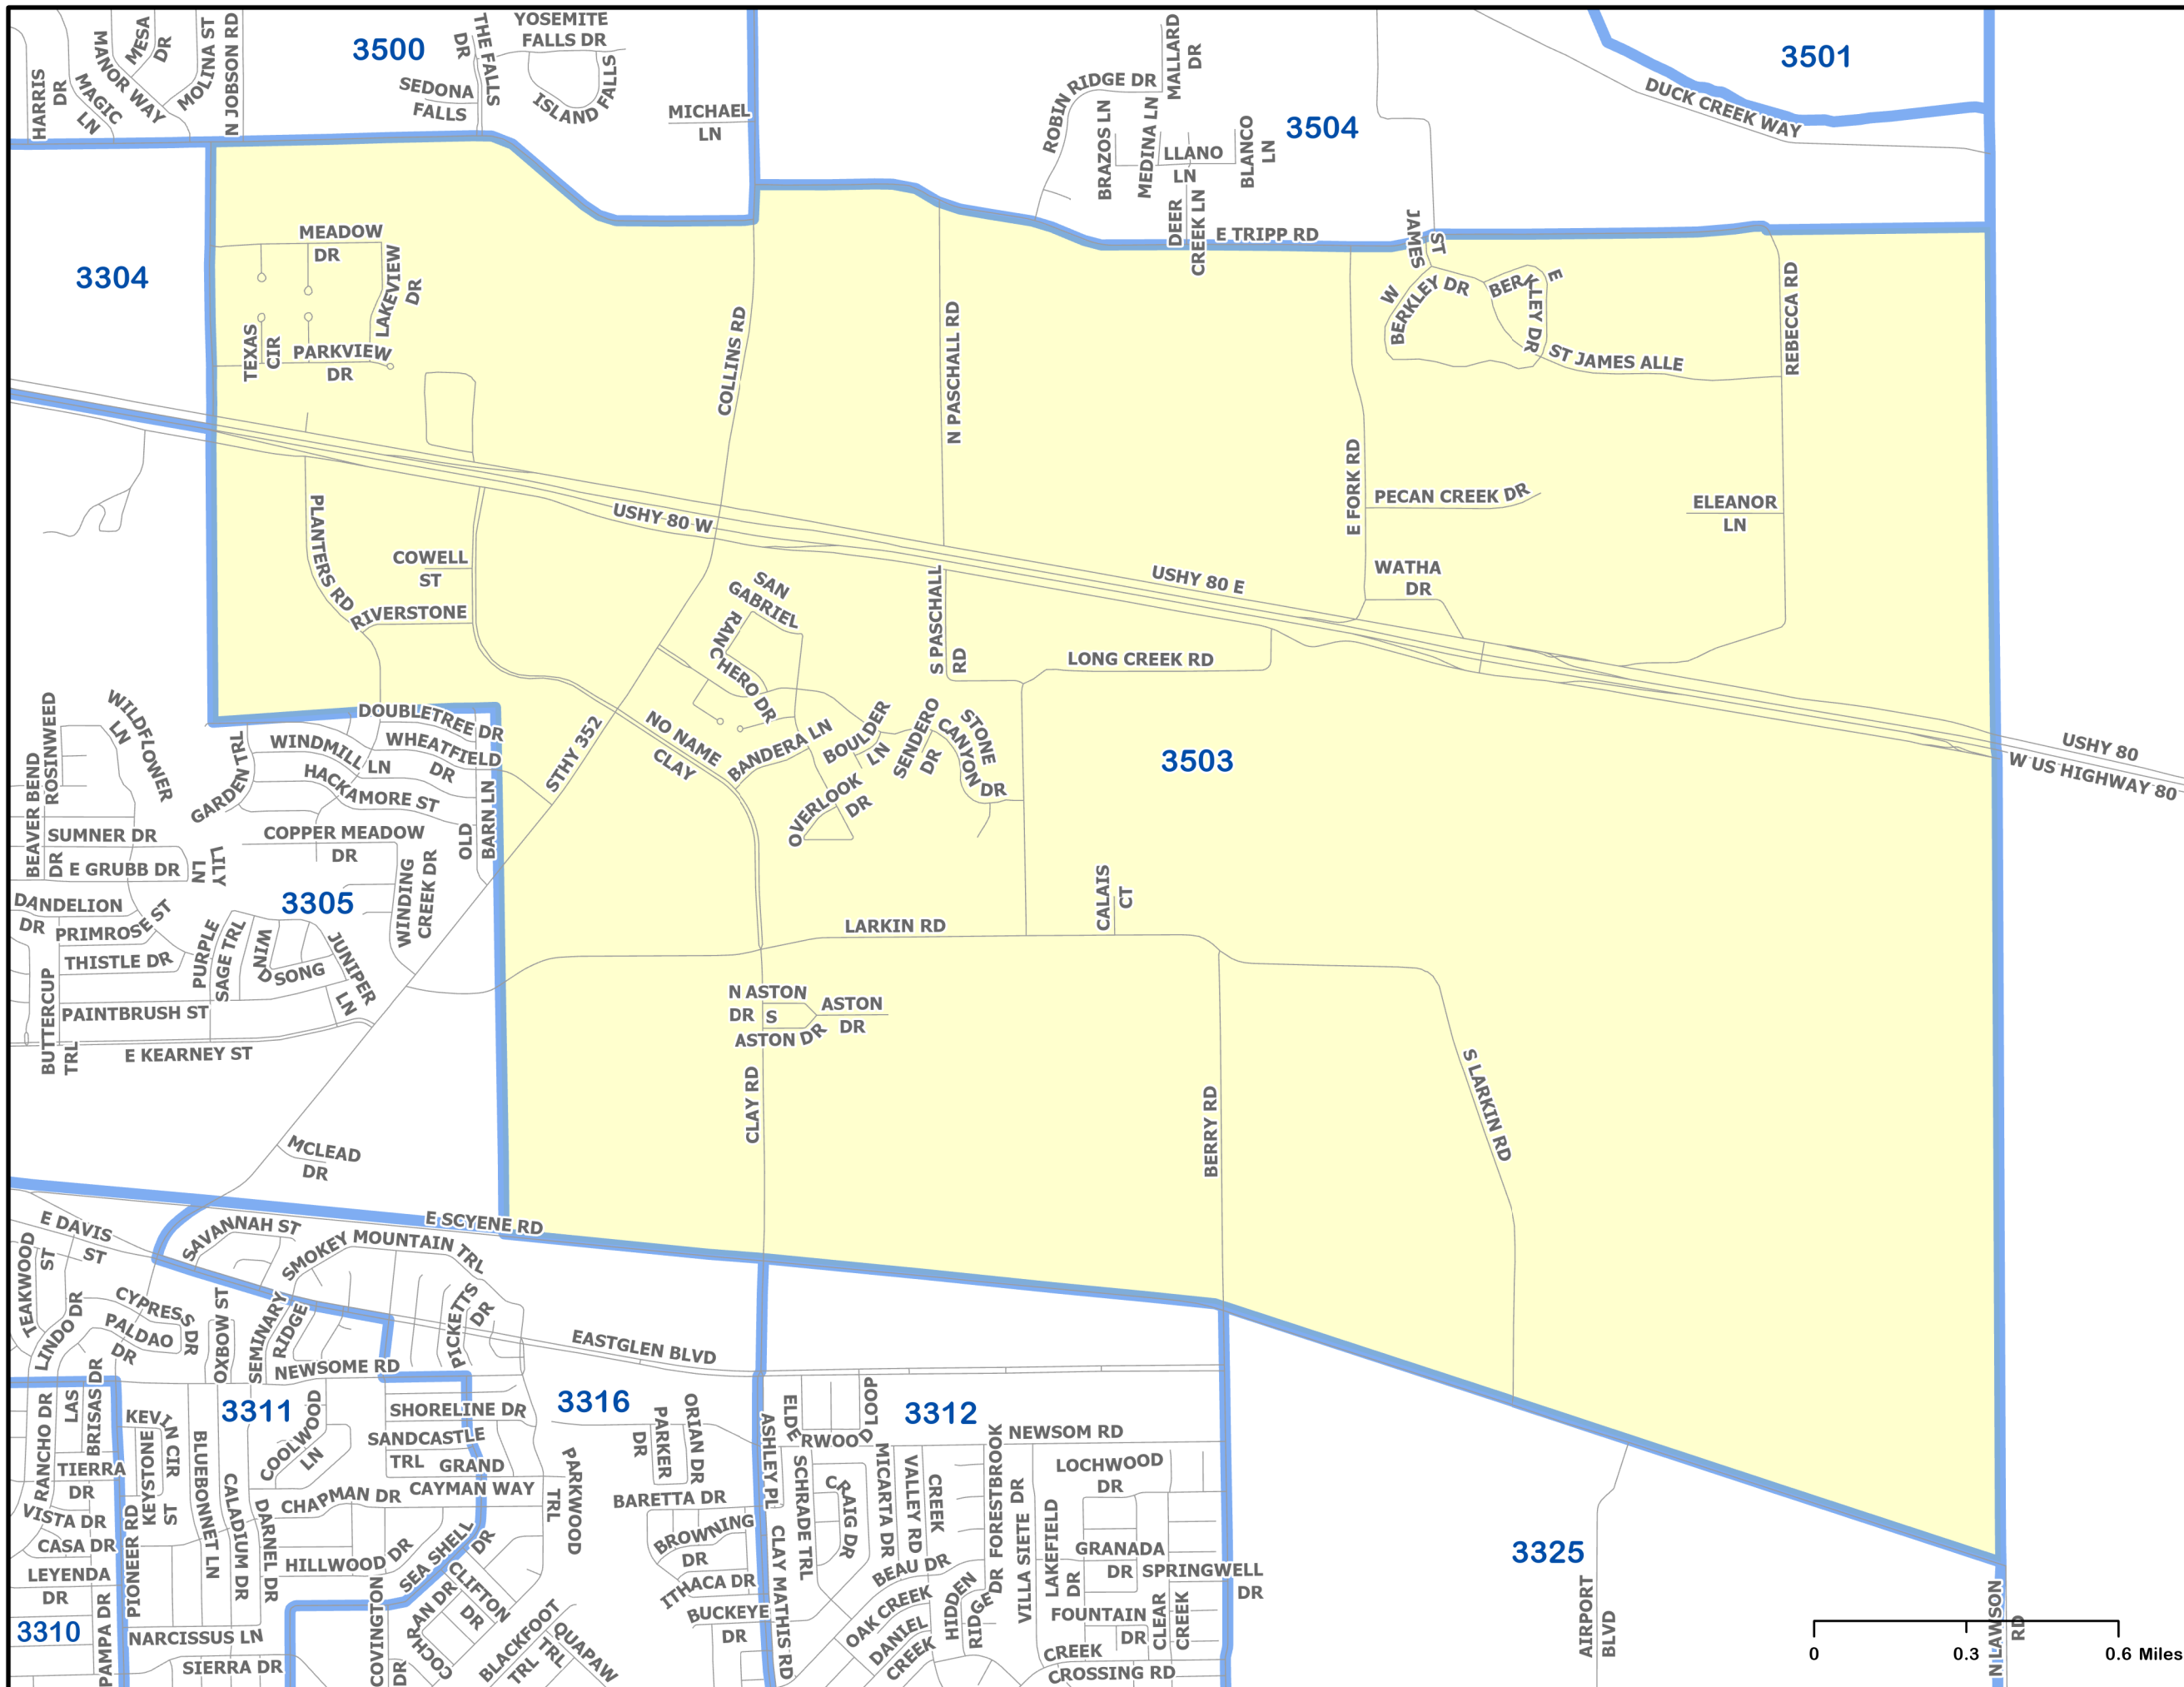 3500
3501
3504
3304
3503
3305
3316
3311
3312
3325
3310
HARRIS
DR
MANOR WAY
MESA
DR
MAGIC
LN
MOLINA ST
N JOBSON RD
THE FALLS
DR
YOSEMITE
FALLS DR
SEDONA
FALLS
ISLAND
FALLS
MICHAEL
LN
ROBIN RIDGE DR
MALLARD
DR
BRAZOS LN
MEDINA LN
LLANO
LN
BLANCO
LN
DEER
CREEK LN
E TRIPP RD
DUCK CREEK WAY
MEADOW
DR
LAKEVIEW
DR
TEXAS
CIR
PARKVIEW
DR
COLLINS RD
N PASCHALL RD
JAMES
ST
W
BERKLEY DR
E
BERKLEY DR
ST JAMES ALLE
REBECCA RD
E FORK RD
PECAN CREEK DR
ELEANOR
LN
WATHA
DR
USHY 80 W
USHY 80 E
USHY 80
W US HIGHWAY 80
PLANTERS RD
COWELL
ST
RIVERSTONE
SAN
GABRIEL
RANCHERO DR
S PASCHALL
RD
LONG CREEK RD
DOUBLETREE DR
WINDMILL LN
WHEATFIELD
DR
HACKAMORE ST
GARDEN TRL
COPPER MEADOW
DR
OLD
BARN LN
WINDING
CREEK DR
STHY 352
NO NAME
CLAY
BANDERA LN
BOULDER
LN
SENDERO
DR
STONE
CANYON
DR
OVERLOOK
DR
WILDFLOWER
LN
ROSINWEED
BEAVER BEND
DR
SUMNER DR
E GRUBB DR
LILY
LN
DANDELION
DR
PRIMROSE ST
THISTLE DR
PURPLE
SAGE TRL
WINDSONG
JUNIPER
LN
BUTTERCUP
TRL
PAINTBRUSH ST
E KEARNEY ST
MCLEAD
DR
LARKIN RD
CALAIS
CT
N ASTON
DR
S
ASTON DR
ASTON
DR
CLAY RD
BERRY RD
S LARKIN RD
E SCYENE RD
E DAVIS
ST
SAVANNAH ST
SMOKEY MOUNTAIN TRL
TEAKWOOD
ST
LINDO DR
CYPRESS DR
PALDAO
DR
OXBOW ST
SEMINARY
RIDGE
PICKETTS
DR
NEWSOME RD
EASTGLEN BLVD
RANCHO DR
LAS
BRISAS DR
KEVIN CIR
KEYSTONE
ST
TIERRA
DR
VISTA DR
CASA DR
LEYENDA
DR
PAMPA DR
PIONEER RD
BLUEBONNET LN
CALADIUM DR
DARNEL DR
COOLWOOD
LN
CHAPMAN DR
HILLWOOD DR
NARCISSUS LN
SIERRA DR
SHORELINE DR
SANDCASTLE
TRL
GRAND
CAYMAN WAY
SEA SHELL
DR
CLIFTON
DR
COCHRAN DR
COVINGTON
DR
BLACKFOOT
TRL
QUAPAW
TRL
PARKWOOD
TRL
PARKER
DR
ORIAN DR
BARETTA DR
BROWNING
DR
ITHACA DR
BUCKEYE
DR
ASHLEY PL
CLAY MATHIS RD
ELDERWOOD LOOP
SCHRADE TRL
CRAIG DR
MICARTA DR
VALLEY RD
CREEK
BEAU DR
OAK CREEK
DANIEL
CREEK
HIDDEN
RIDGE
DR FORESTBROOK
VILLA SIETE DR
NEWSOM RD
LOCHWOOD
DR
LAKEFIELD
DR
GRANADA
DR
SPRINGWELL
DR
FOUNTAIN
DR
CLEAR
CREEK
CREEK
CROSSING RD
AIRPORT
BLVD
N LAWSON
RD
0 0.3 0.6 Miles